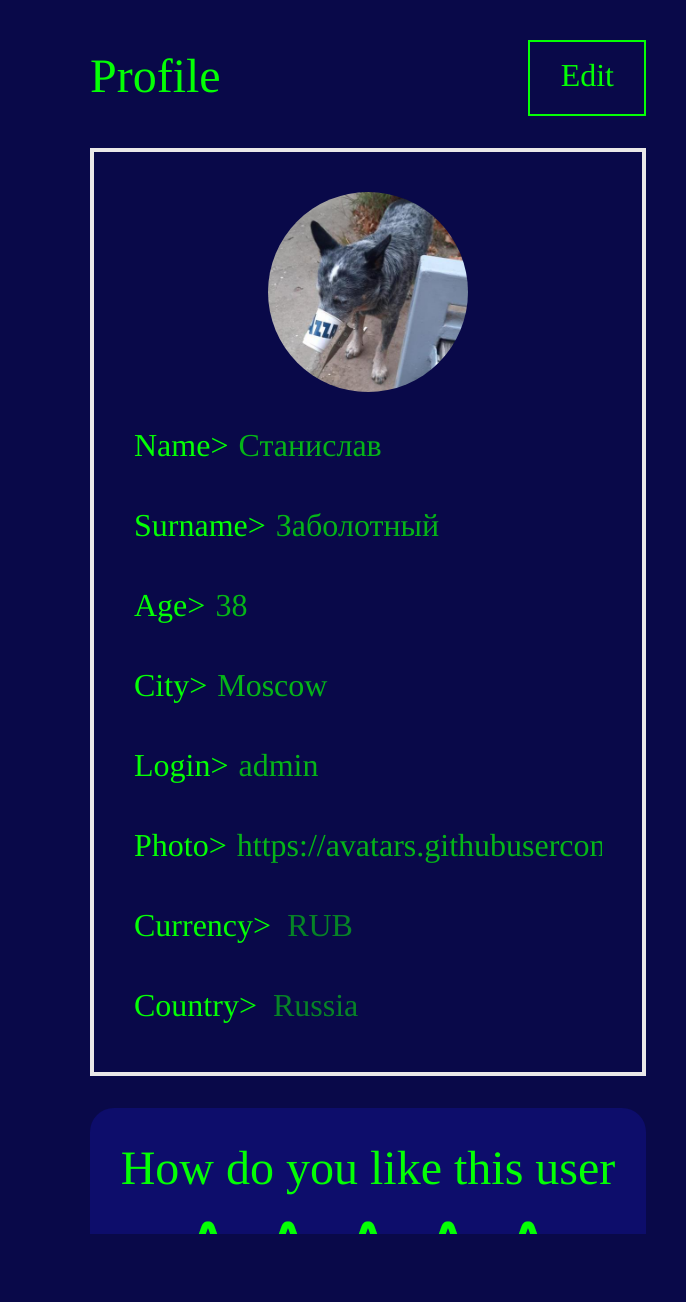 Profile
Edit
Name> Станислав
Surname> Заболотный
Age> 38
City> Moscow
Login> admin
Photo> https://avatars.githubusercon
Currency> RUB
Country> Russia
How do you like this user